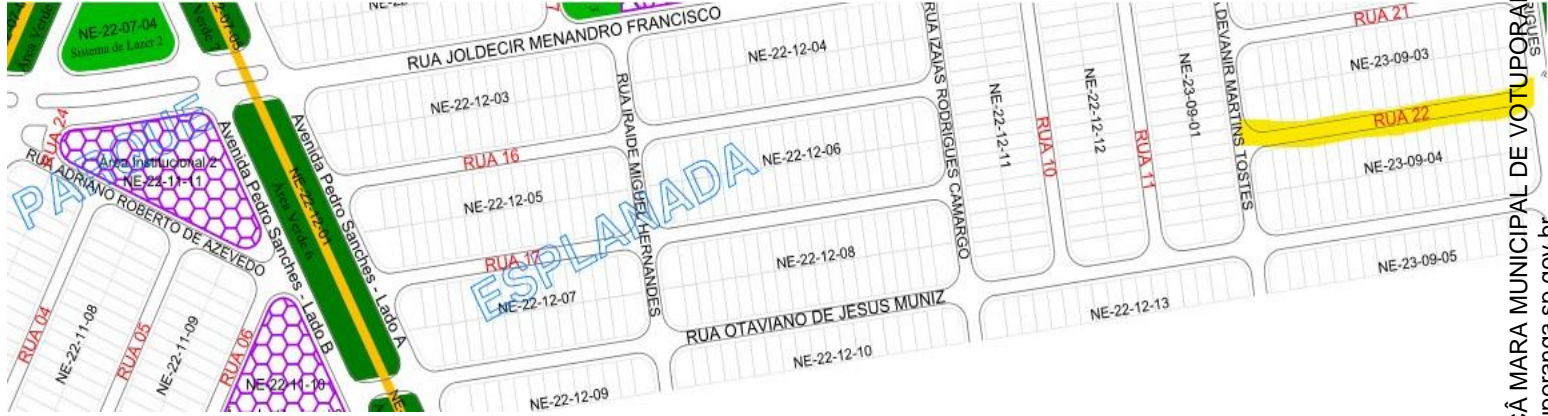 NE-22-07-04
Sistema de Lazer 2
Área Verde
Verde 7
RUA JOLDECIR MENANDRO FRANCISCO
NE-22-12-04
RUA 21
NE-23-09-03
RUA 22
NE-23-09-04
NE-23-09-05
NE-22-12-03
RUA 24
PARQUE
Área Institucional 2
NE-22-11-11
RUA ADRIANO ROBERTO DE AZEVEDO
Avenida Pedro Sanches - Lado B
NE-22-12-01
Área Verde 6
Avenida Pedro Sanches - Lado A
RUA 16
NE-22-12-05
RUA IRAIDE MIGUEL HERNANDES
NE-22-12-06
ESPLANADA
RUA 17
NE-22-12-07
NE-22-12-08
RUA IZAIAS RODRIGUES CAMARGO
NE-22-12-11
RUA 10
NE-22-12-12
RUA 11
NE-23-09-01
DEVANIR MARTINS TOSTES
RUA 04
NE-22-11-08
RUA 05
NE-22-11-09
RUA 06
NE-22-11-10
NE-22-12-09
RUA OTAVIANO DE JESUS MUNIZ
NE-22-12-10
NE-22-12-13
MARA MUNICIPAL DE